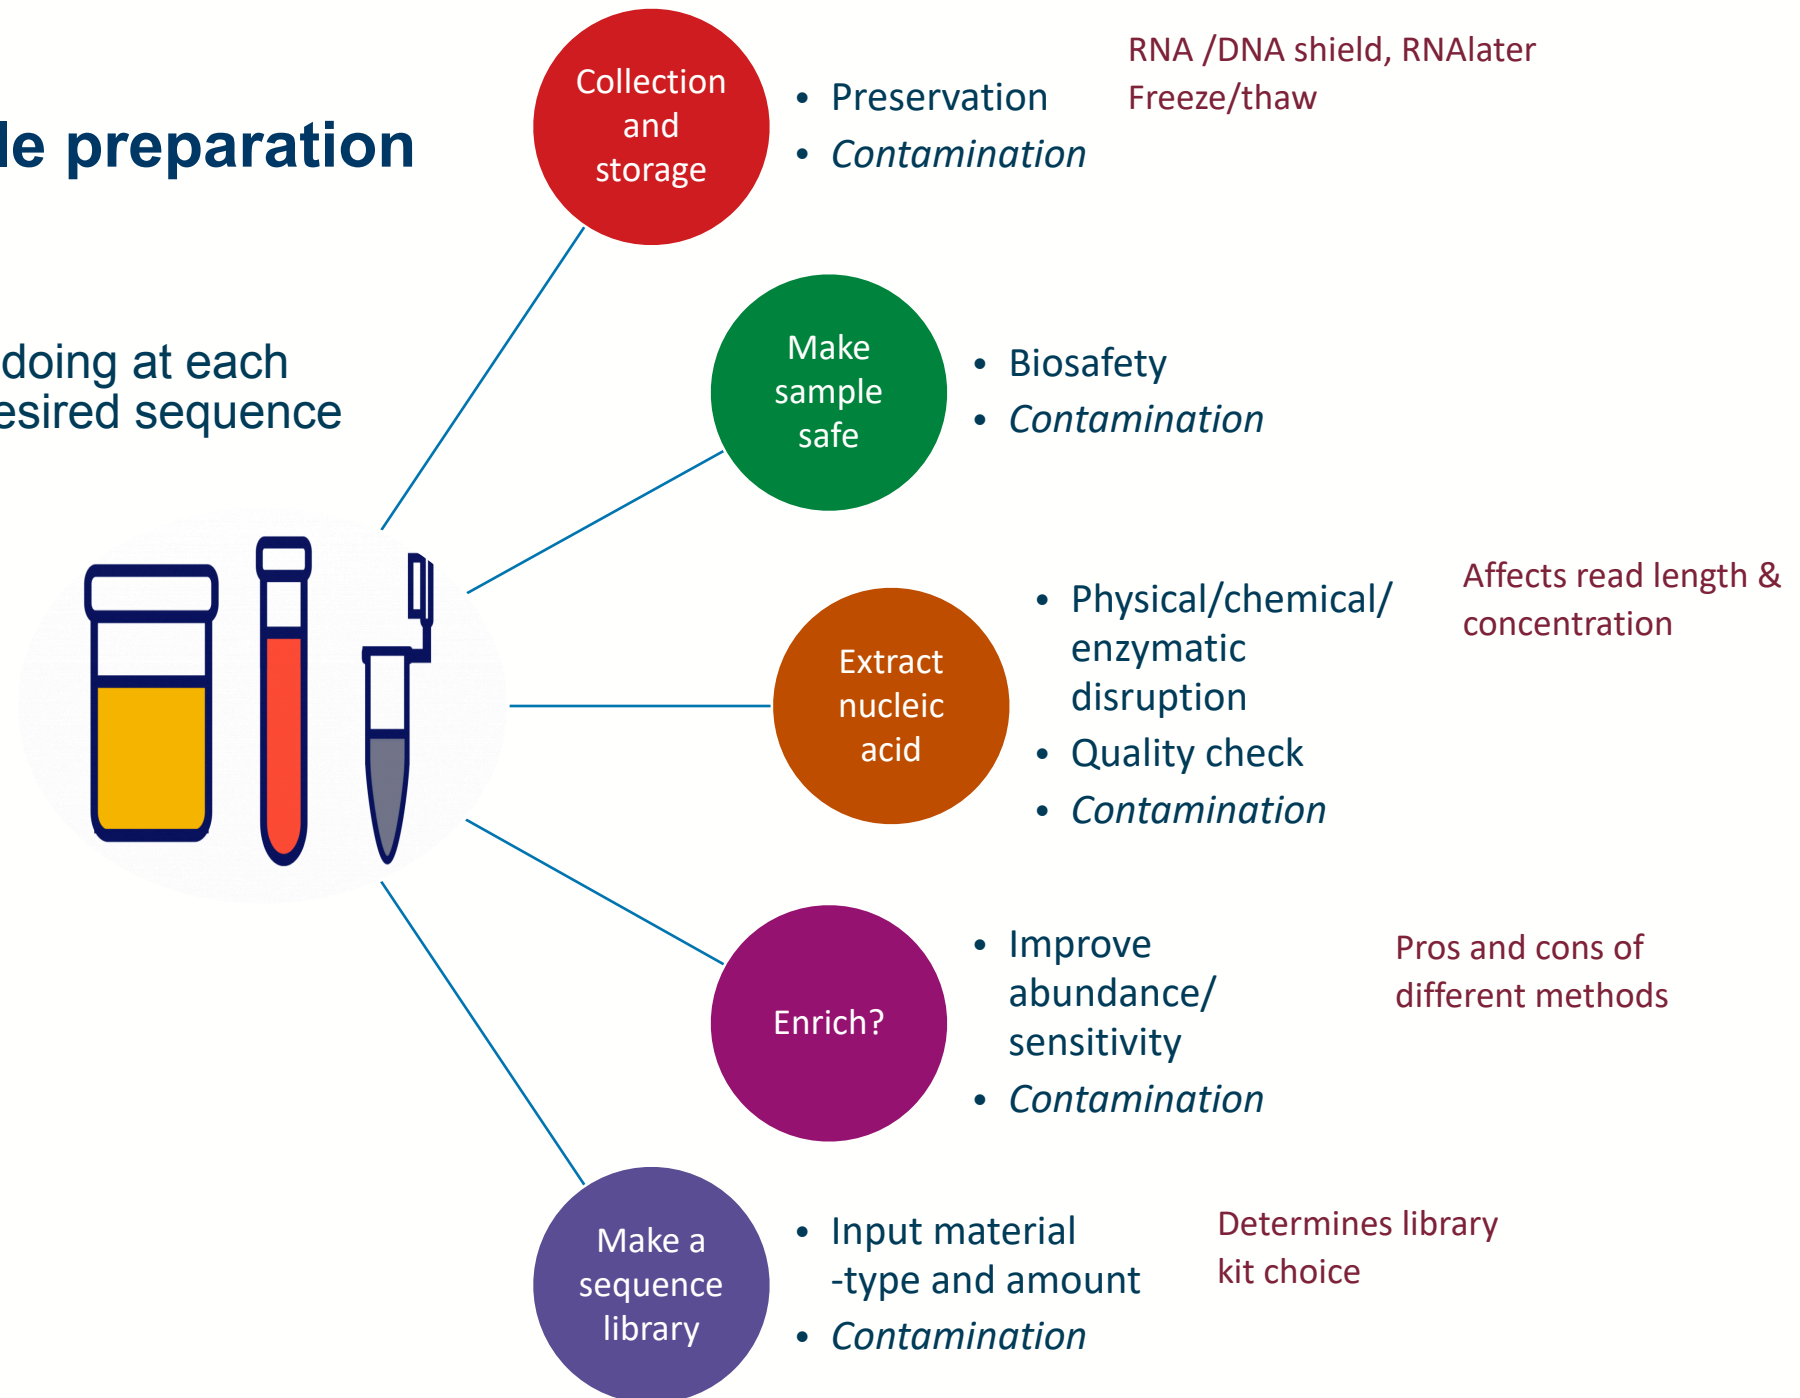 le preparation
doing at each
esired sequence
Collection
and
storage
• Preservation
• Contamination
RNA /DNA shield, RNAlater
Freeze/thaw
Make
sample
safe
• Biosafety
• Contamination
Extract
nucleic
acid
• Physical/chemical/
enzymatic
disruption
• Quality check
• Contamination
Affects read length &
concentration
Enrich?
• Improve
abundance/
sensitivity
• Contamination
Pros and cons of
different methods
Make a
sequence
library
• Input material
-type and amount
• Contamination
Determines library
kit choice